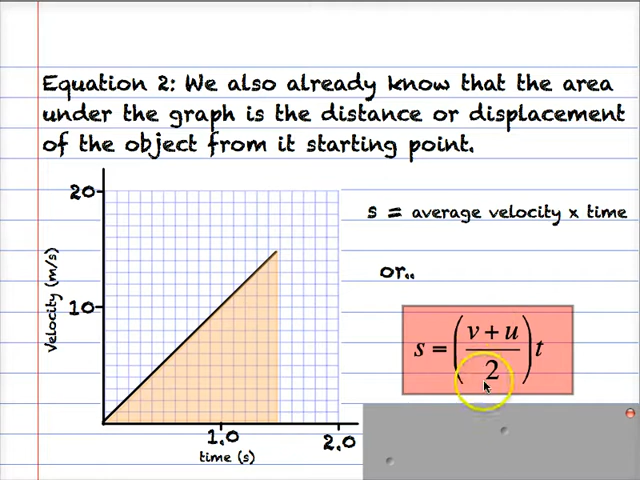 Equation 2: We also already know that the area
under the graph is the distance or displacement
of the object from it starting point.
20
10
Velocity (m/s)
1.0
2.0
time (s)
s = average velocity x time
or..
s = ( (v + u) / 2 ) t